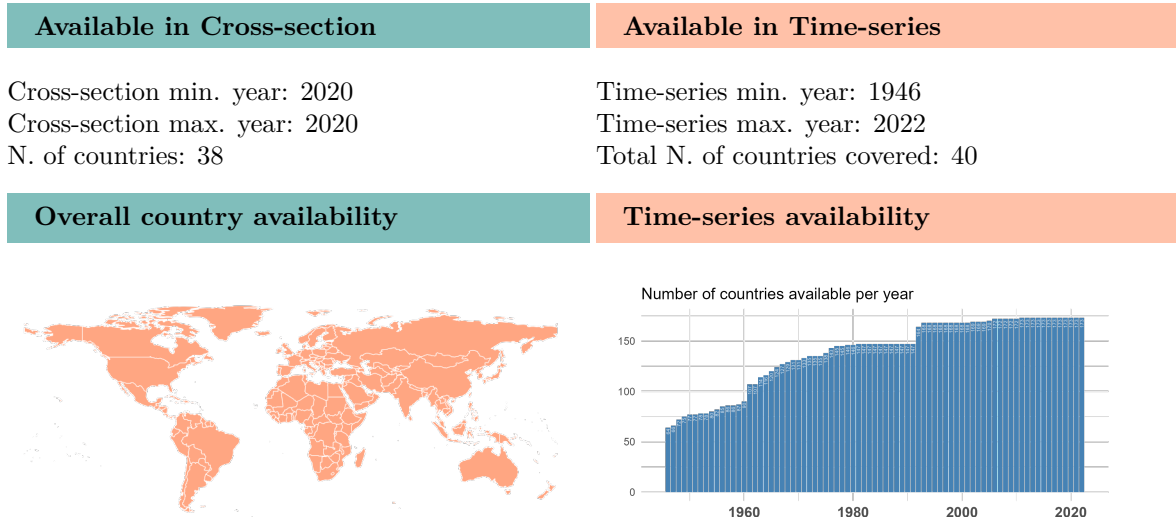 Available in Cross-section
Available in Time-series
Cross-section min. year: 2020
Cross-section max. year: 2020
N. of countries: 38
Time-series min. year: 1946
Time-series max. year: 2022
Total N. of countries covered: 40
Overall country availability
Time-series availability
Number of countries available per year
150
100
50
0
1960
1980
2000
2020